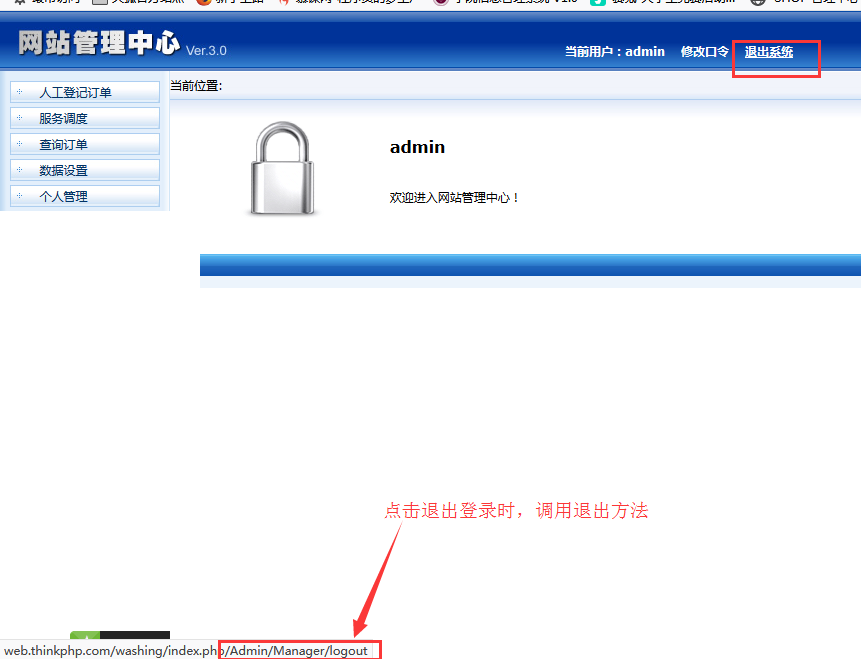 网站管理中心 Ver.3.0
当前用户：admin 修改口令 退出系统
人工登记订单
服务调度
查询订单
数据设置
个人管理
当前位置:
admin
欢迎进入网站管理中心！
点击退出登录时，调用退出方法
web.thinkphp.com/washing/index.php/Admin/Manager/logout